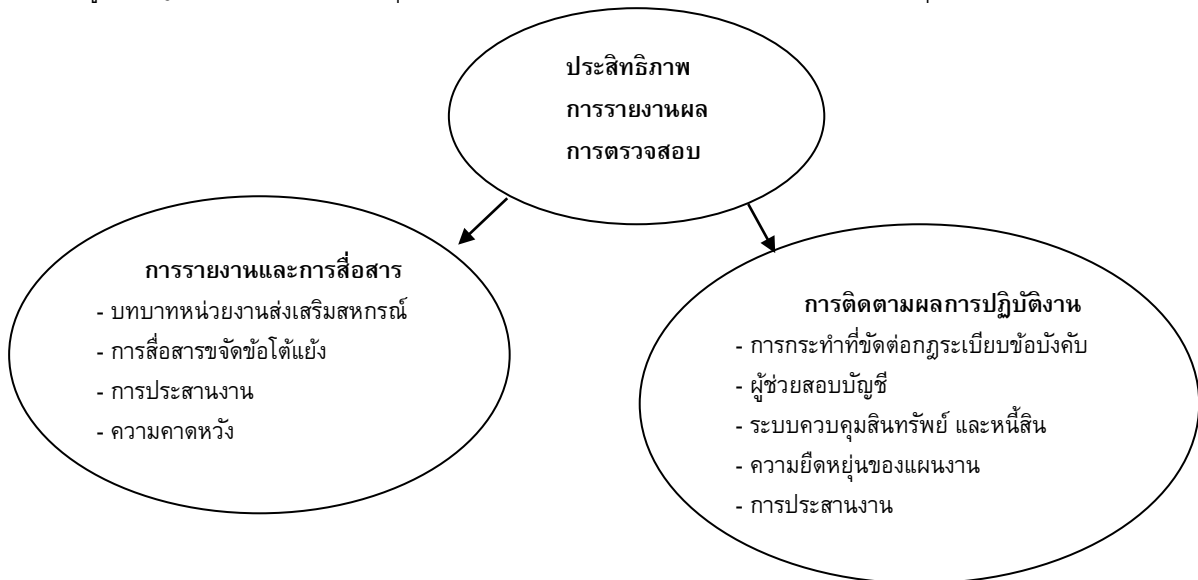 ประสิทธิภาพ
การรายงานผล
การตรวจสอบ
การรายงานและการสื่อสาร
- บทบาทหน่วยงานส่งเสริมสหกรณ์
- การสื่อสารขจัดข้อโต้แย้ง
- การประสานงาน
- ความคาดหวัง
การติดตามผลการปฏิบัติงาน
- การกระทำที่ขัดต่อกฎระเบียบข้อบังคับ
- ผู้ช่วยสอบบัญชี
- ระบบควบคุมสินทรัพย์ และหนี้สิน
- ความยืดหยุ่นของแผนงาน
- การประสานงาน